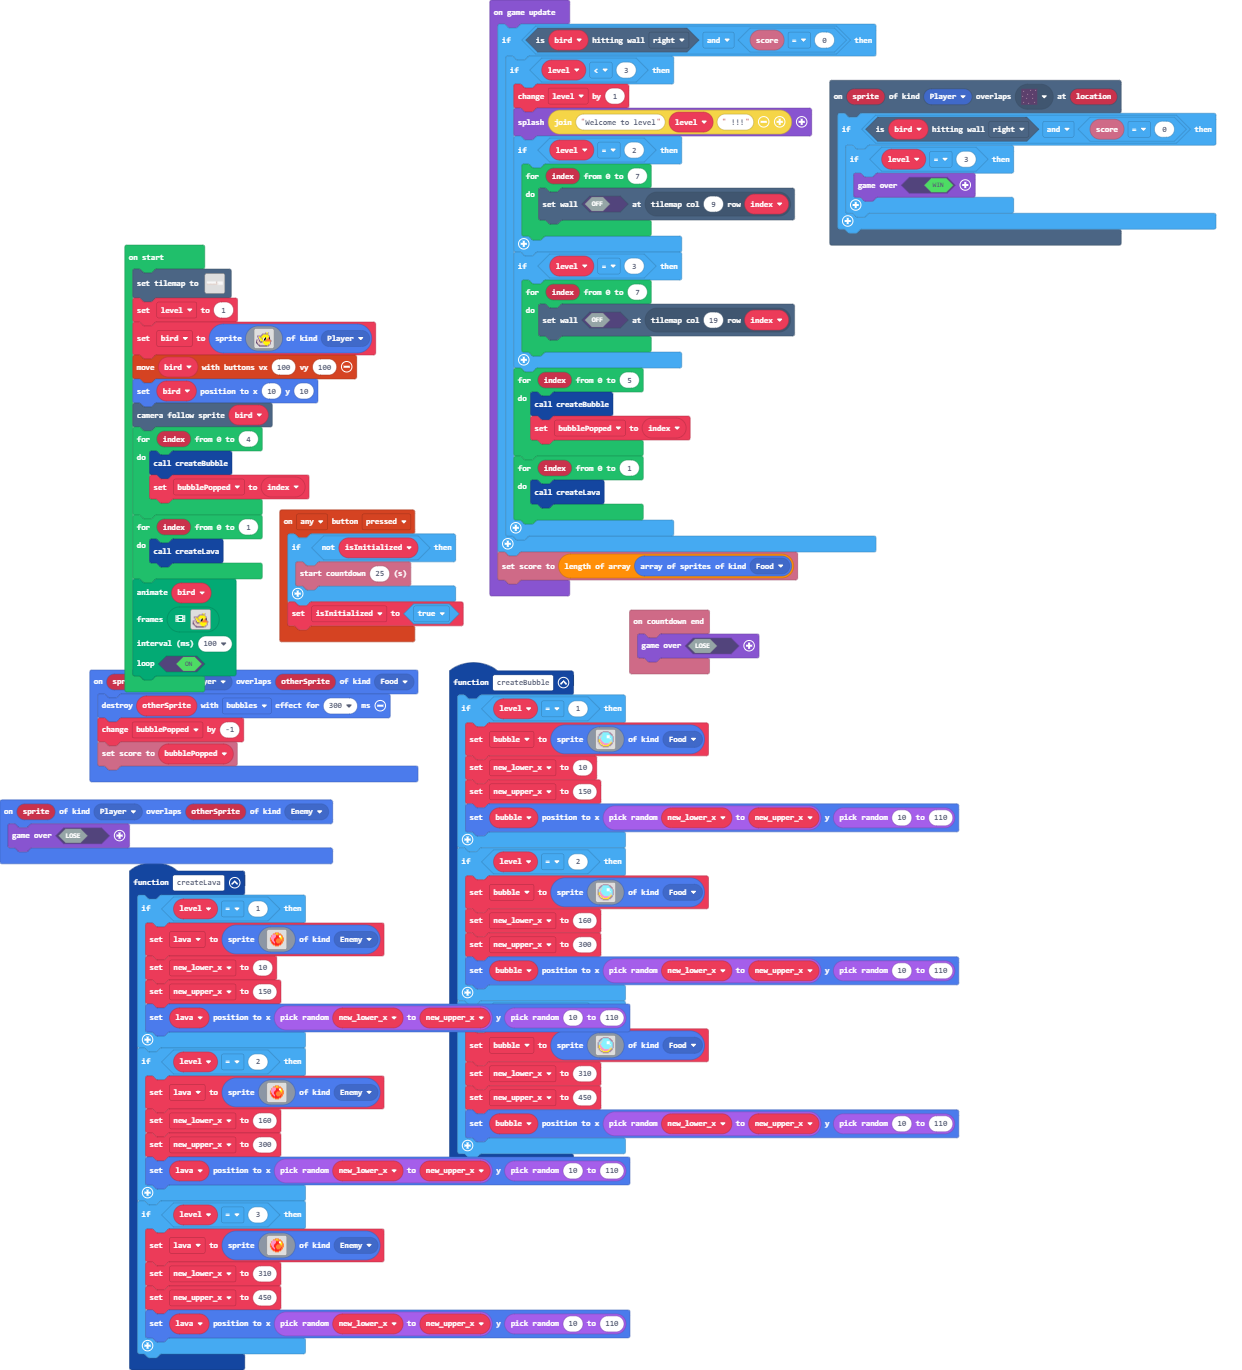 on game update
if is bird hitting wall right and score = 0 then
if level < 3 then
change level by 1
splash join "Welcome to level" level " !!!"
if level = 2 then
for index from 0 to 7
do
set wall OFF at tilemap col 9 row index
if level = 3 then
for index from 0 to 7
do
set wall OFF at tilemap col 19 row index
for index from 0 to 5
do
call createBubble
set bubblePopped to index
for index from 0 to 1
do
call createLava
set score to length of array array of sprites of kind Food
on sprite of kind Player overlaps at location
if is bird hitting wall right and score = 0 then
if level = 3 then
game over WIN
on start
set tilemap to
set level to 1
set bird to sprite of kind Player
move bird with buttons vx 100 vy 100
set bird position to x 10 y 10
camera follow sprite bird
for index from 0 to 4
do
call createBubble
set bubblePopped to index
for index from 0 to 1
do
call createLava
animate bird
frames
interval (ms) 100
loop ON
on any button pressed
if not isInitialized then
start countdown 25 (s)
set isInitialized to true
on countdown end
game over LOSE
on spr yer overlaps otherSprite of kind Food
destroy otherSprite with bubbles effect for 300 ms
change bubblePopped by -1
set score to bubblePopped
on sprite of kind Player overlaps otherSprite of kind Enemy
game over LOSE
function createBubble
if level = 1 then
set bubble to sprite of kind Food
set new_lower_x to 10
set new_upper_x to 150
set bubble position to x pick random new_lower_x to new_upper_x y pick random 10 to 110
if level = 2 then
set bubble to sprite of kind Food
set new_lower_x to 160
set new_upper_x to 300
set bubble position to x pick random new_lower_x to new_upper_x y pick random 10 to 110
set bubble to sprite of kind Food
set new_lower_x to 310
set new_upper_x to 450
set bubble position to x pick random new_lower_x to new_upper_x y pick random 10 to 110
function createLava
if level = 1 then
set lava to sprite of kind Enemy
set new_lower_x to 10
set new_upper_x to 150
set lava position to x pick random new_lower_x to new_upper_x y pick random 10 to 110
if level = 2 then
set lava to sprite of kind Enemy
set new_lower_x to 160
set new_upper_x to 300
set lava position to x pick random new_lower_x to new_upper_x y pick random 10 to 110
if level = 3 then
set lava to sprite of kind Enemy
set new_lower_x to 310
set new_upper_x to 450
set lava position to x pick random new_lower_x to new_upper_x y pick random 10 to 110